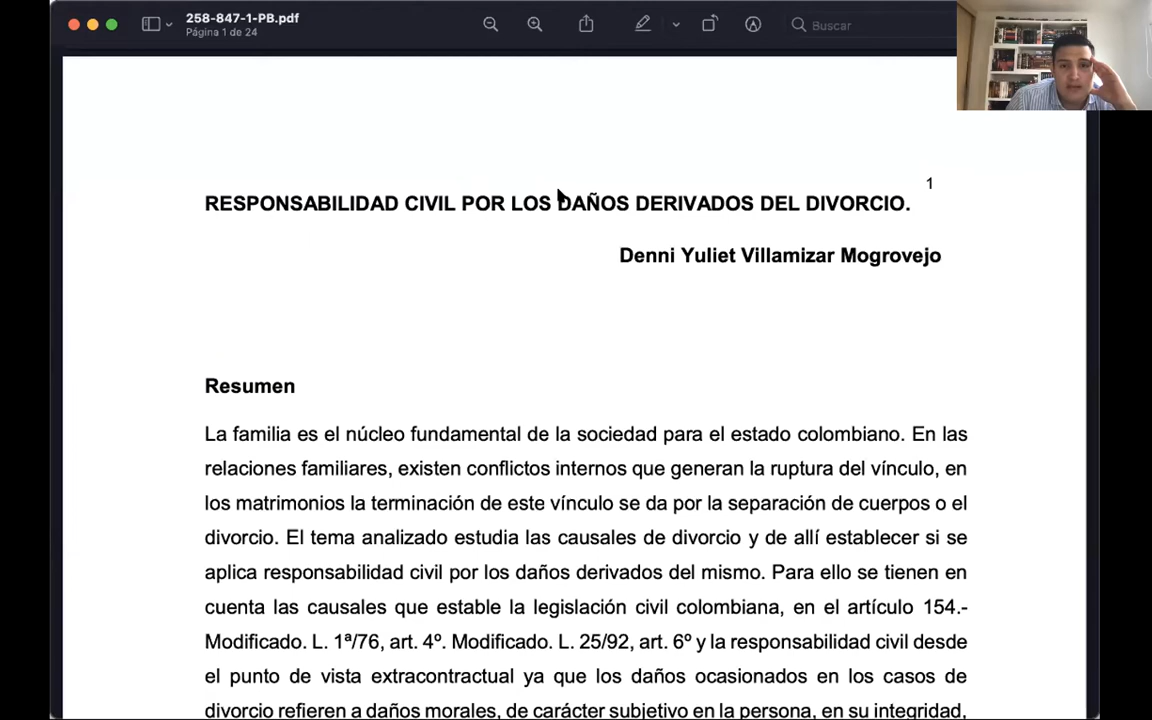 258-847-1-PB.pdf
Página 1 de 24
Buscar
1
RESPONSABILIDAD CIVIL POR LOS DAÑOS DERIVADOS DEL DIVORCIO.
Denni Yuliet Villamizar Mogrovejo
Resumen
La familia es el núcleo fundamental de la sociedad para el estado colombiano. En las
relaciones familiares, existen conflictos internos que generan la ruptura del vínculo, en
los matrimonios la terminación de este vínculo se da por la separación de cuerpos o el
divorcio. El tema analizado estudia las causales de divorcio y de allí establecer si se
aplica responsabilidad civil por los daños derivados del mismo. Para ello se tienen en
cuenta las causales que estable la legislación civil colombiana, en el artículo 154.-
Modificado. L. 1ª/76, art. 4º. Modificado. L. 25/92, art. 6º y la responsabilidad civil desde
el punto de vista extracontractual ya que los daños ocasionados en los casos de
divorcio refieren a daños morales, de carácter subjetivo en la persona, en su integridad,